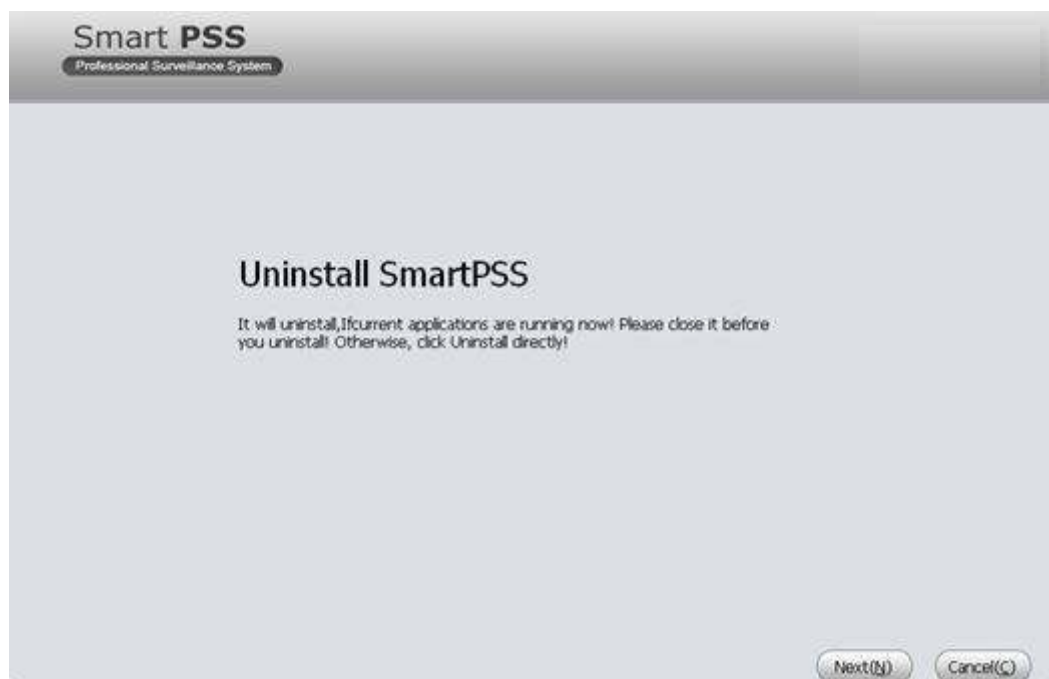 Smart PSS
Professional Surveillance System
Uninstall SmartPSS
It will uninstall,Ifcurrent applications are running now! Please close it before
you uninstall! Otherwise, click Uninstall directly!
Next(N)
Cancel(C)